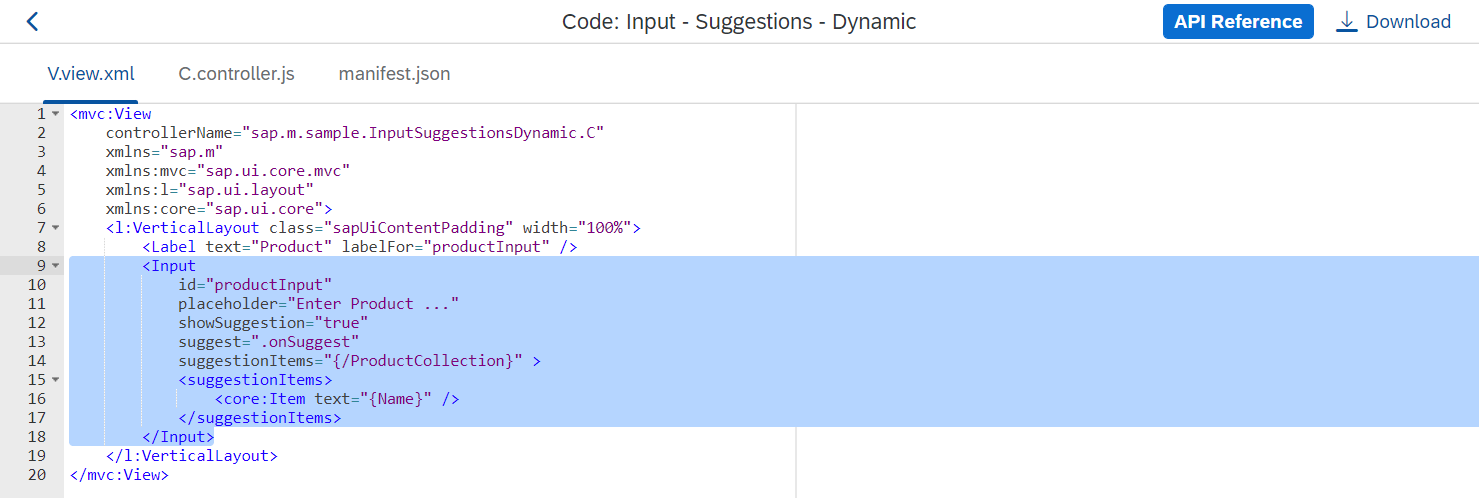 Code: Input - Suggestions - Dynamic
API Reference
Download
V.view.xml C.controller.js manifest.json
1 <mvc:View
2 controllerName="sap.m.sample.InputSuggestionsDynamic.C"
3 xmlns="sap.m"
4 xmlns:mvc="sap.ui.core.mvc"
5 xmlns:l="sap.ui.layout"
6 xmlns:core="sap.ui.core">
7 <l:VerticalLayout class="sapUiContentPadding" width="100%">
8 <Label text="Product" labelFor="productInput" />
9 <Input
10 id="productInput"
11 placeholder="Enter Product ..."
12 showSuggestion="true"
13 suggest=".onSuggest"
14 suggestionItems="{/ProductCollection}" >
15 <suggestionItems>
16 <core:Item text="{Name}" />
17 </suggestionItems>
18 </Input>
19 </l:VerticalLayout>
20 </mvc:View>